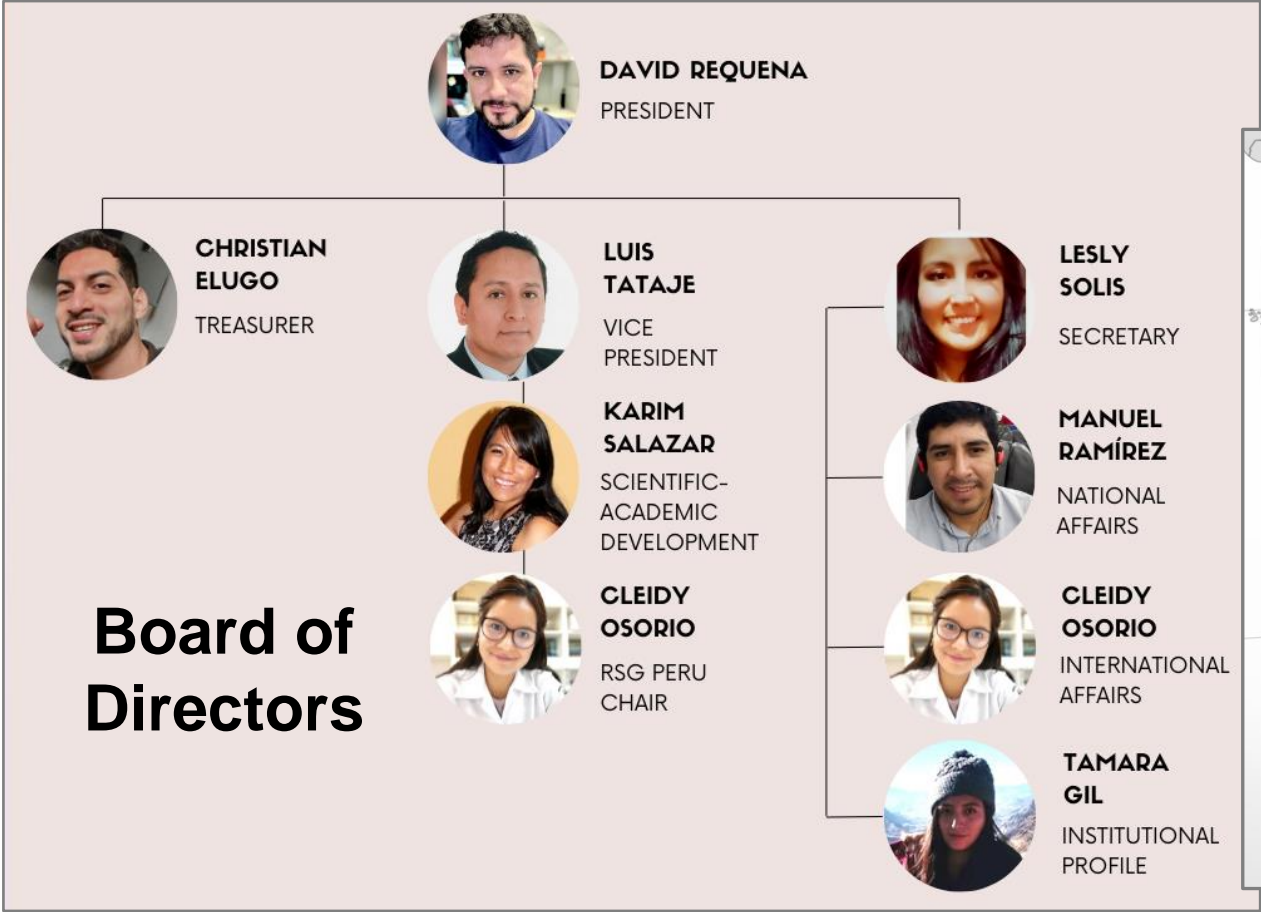 DAVID REQUENA
PRESIDENT
CHRISTIAN
ELUGO
TREASURER
LUIS
TATAJE
VICE
PRESIDENT
LESLY
SOLIS
SECRETARY
KARIM
SALAZAR
SCIENTIFIC-
ACADEMIC
DEVELOPMENT
MANUEL
RAMÍREZ
NATIONAL
AFFAIRS
CLEIDY
OSORIO
RSG PERU
CHAIR
CLEIDY
OSORIO
INTERNATIONAL
AFFAIRS
TAMARA
GIL
INSTITUTIONAL
PROFILE
Board of
Directors